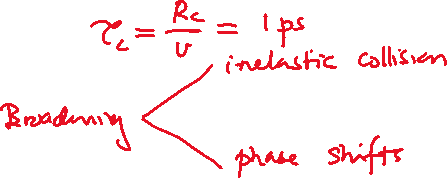 τc = Rc/v = 1 ps
inelastic collision
Broadening
phase shifts